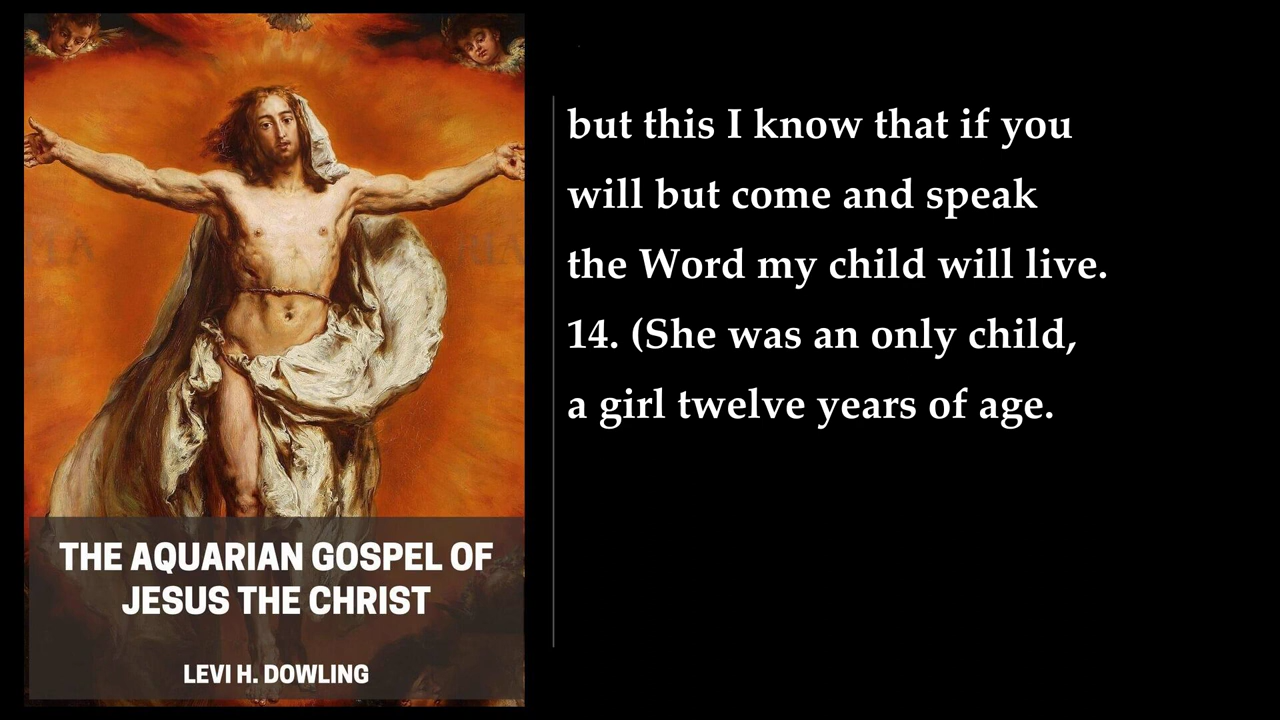 THE AQUARIAN GOSPEL OF
JESUS THE CHRIST
LEVI H. DOWLING
but this I know that if you
will but come and speak
the Word my child will live.
14. (She was an only child,
a girl twelve years of age.